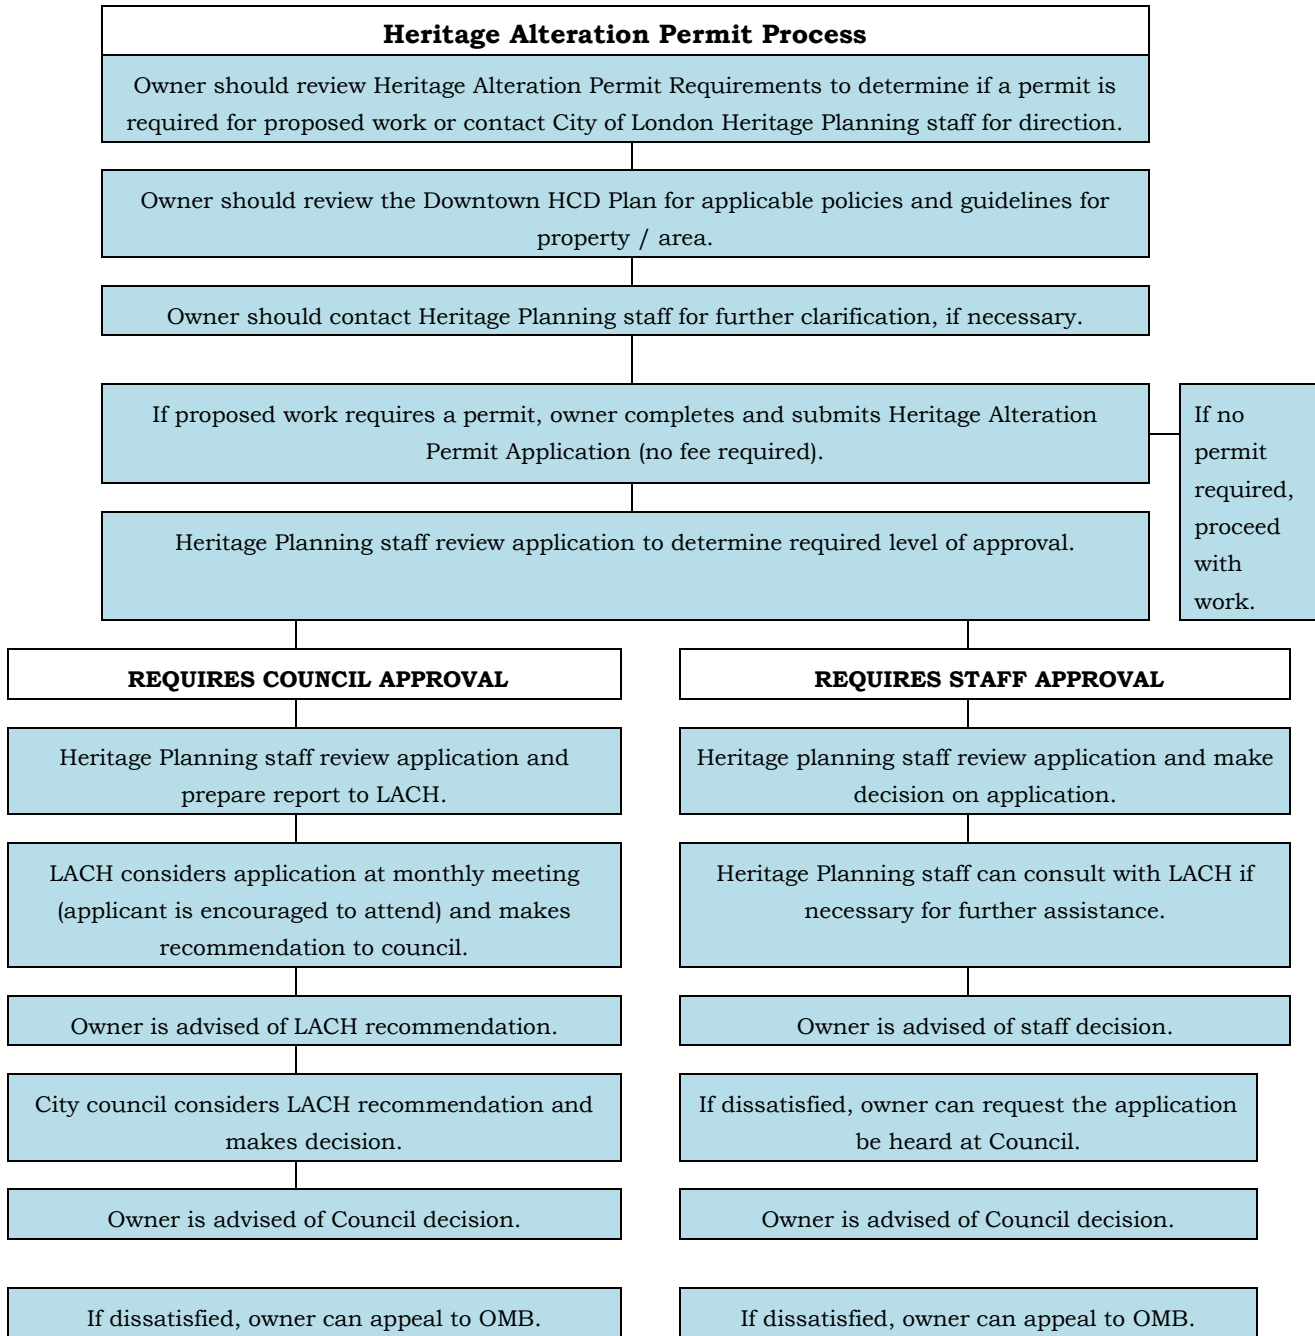 Heritage Alteration Permit Process
Owner should review Heritage Alteration Permit Requirements to determine if a permit is
required for proposed work or contact City of London Heritage Planning staff for direction.
Owner should review the Downtown HCD Plan for applicable policies and guidelines for
property / area.
Owner should contact Heritage Planning staff for further clarification, if necessary.
If proposed work requires a permit, owner completes and submits Heritage Alteration
Permit Application (no fee required).
If no
permit
required,
proceed
with
work.
Heritage Planning staff review application to determine required level of approval.
REQUIRES COUNCIL APPROVAL
Heritage Planning staff review application and
prepare report to LACH.
LACH considers application at monthly meeting
(applicant is encouraged to attend) and makes
recommendation to council.
Owner is advised of LACH recommendation.
City council considers LACH recommendation and
makes decision.
Owner is advised of Council decision.
If dissatisfied, owner can appeal to OMB.
REQUIRES STAFF APPROVAL
Heritage planning staff review application and make
decision on application.
Heritage Planning staff can consult with LACH if
necessary for further assistance.
Owner is advised of staff decision.
If dissatisfied, owner can request the application
be heard at Council.
Owner is advised of Council decision.
If dissatisfied, owner can appeal to OMB.